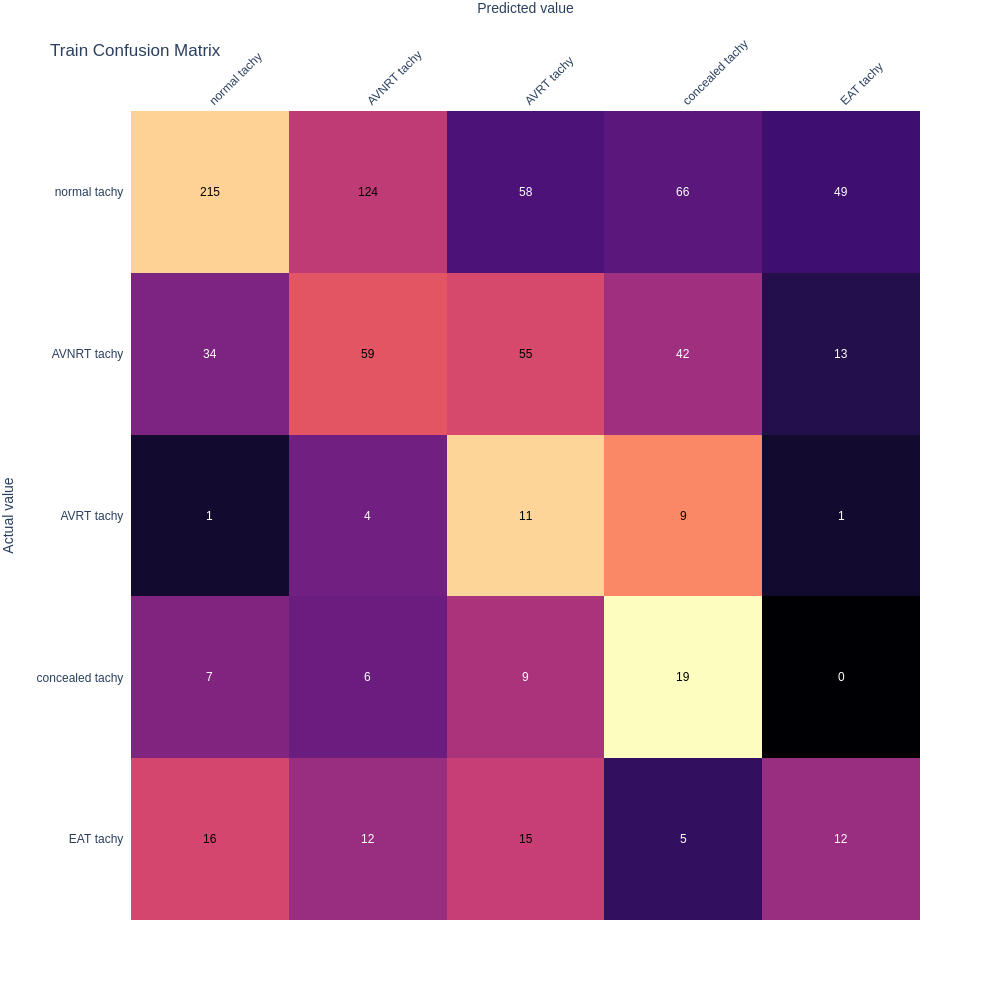 Predicted value
Train Confusion Matrix
normal tachy
AVNRT tachy
AVRT tachy
concealed tachy
EAT tachy
normal tachy 215 124 58 66 49
AVNRT tachy 34 59 55 42 13
Actual value
AVRT tachy 1 4 11 9 1
concealed tachy 7 6 9 19 0
EAT tachy 16 12 15 5 12